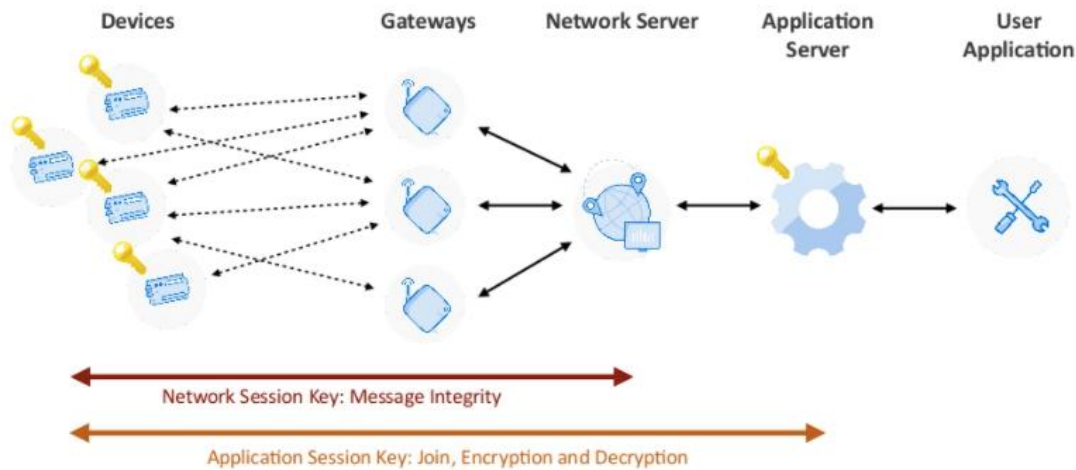 Devices
Gateways
Network Server
Application
Server
User
Application
Network Session Key: Message Integrity
Application Session Key: Join, Encryption and Decryption